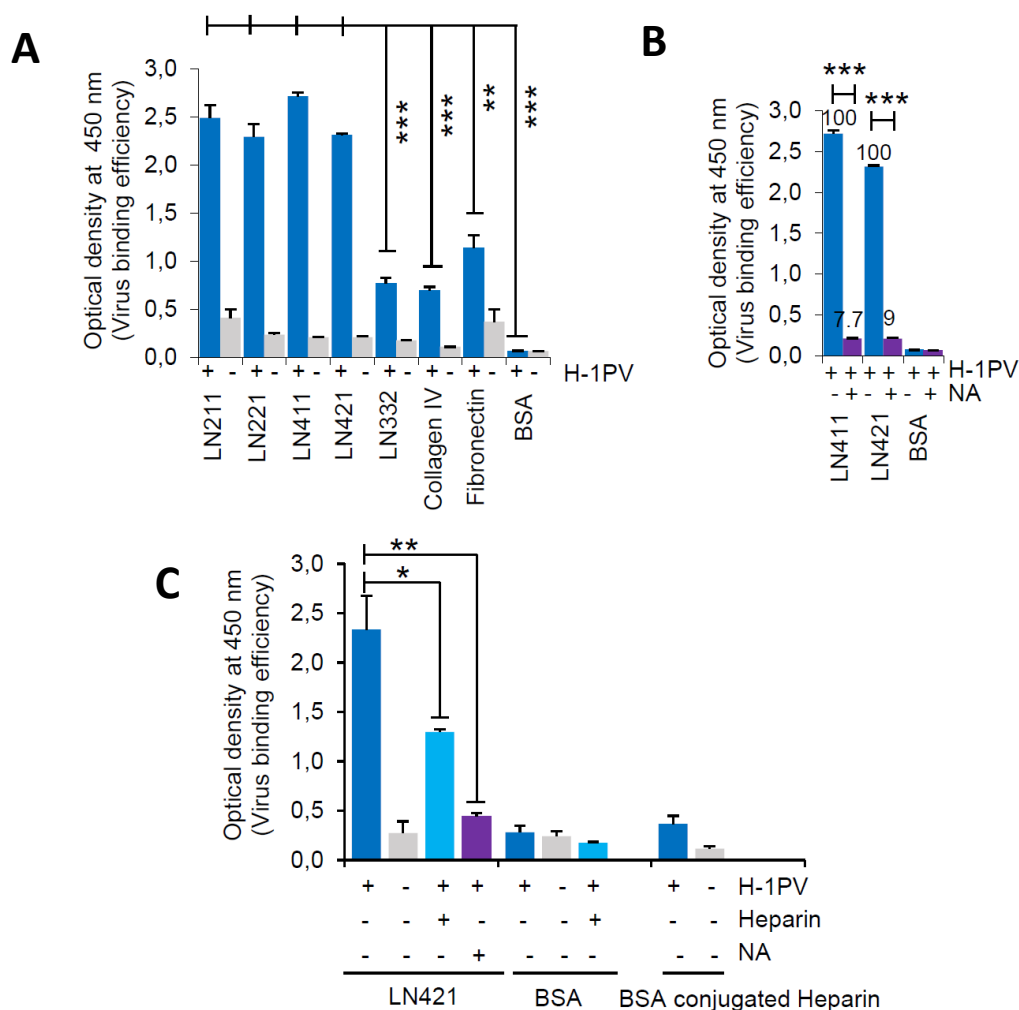 A
Optical density at 450 nm
(Virus binding efficiency)
3,0
2,5
2,0
1,5
1,0
0,5
0,0
*** *** ** ***
+ - + - + - + - + - + - + - + - H-1PV
LN211
LN221
LN411
LN421
LN332
Collagen IV
Fibronectin
BSA
B
Optical density at 450 nm
(Virus binding efficiency)
3,0
2,5
2,0
1,5
1,0
0,5
0,0
***
***
100
100
7.7
9
+ + + + + + H-1PV
- + - + - + NA
LN411
LN421
BSA
C
Optical density at 450 nm
(Virus binding efficiency)
3,0
2,5
2,0
1,5
1,0
0,5
0,0
**
*
+ - + + + - + + - H-1PV
- - + - - - + - - Heparin
- - - + - - - - - NA
LN421 BSA BSA conjugated Heparin